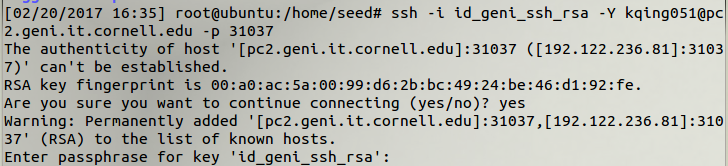 [02/20/2017 16:35] root@ubuntu:/home/seed# ssh -i id_geni_ssh_rsa -Y kqing051@pc
2.geni.it.cornell.edu -p 31037
The authenticity of host '[pc2.geni.it.cornell.edu]:31037 ([192.122.236.81]:3103
7)' can't be established.
RSA key fingerprint is 00:a0:ac:5a:00:99:d6:2b:bc:49:24:be:46:d1:92:fe.
Are you sure you want to continue connecting (yes/no)? yes
Warning: Permanently added '[pc2.geni.it.cornell.edu]:31037,[192.122.236.81]:310
37' (RSA) to the list of known hosts.
Enter passphrase for key 'id_geni_ssh_rsa':